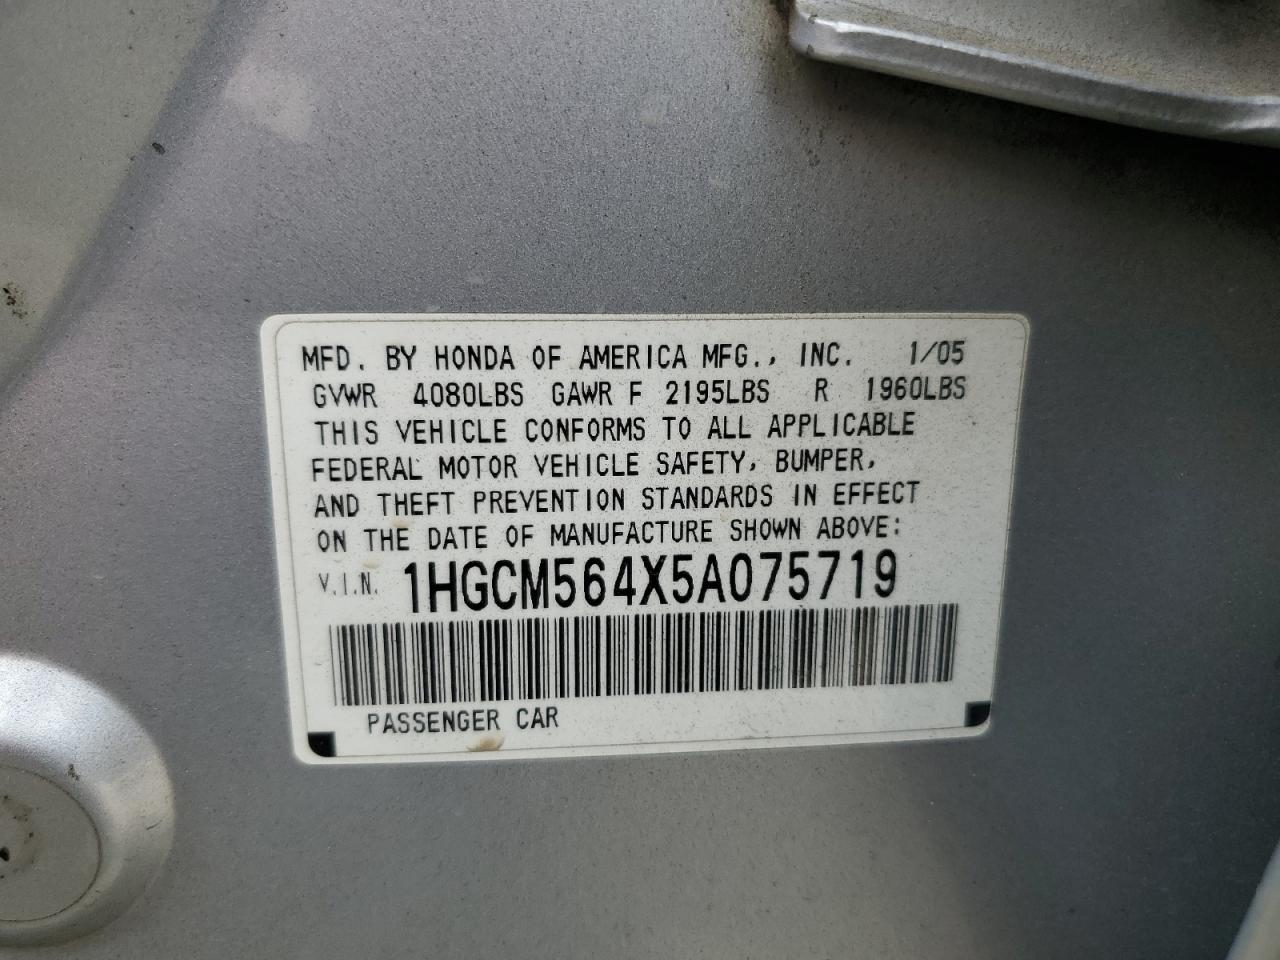 MFD. BY HONDA OF AMERICA MFG., INC. 1/05
GVWR 4080LBS GAWR F 2195LBS R 1960LBS
THIS VEHICLE CONFORMS TO ALL APPLICABLE
FEDERAL MOTOR VEHICLE SAFETY, BUMPER,
AND THEFT PREVENTION STANDARDS IN EFFECT
ON THE DATE OF MANUFACTURE SHOWN ABOVE:
V.I.N. 1HGCM564X5A075719
PASSENGER CAR